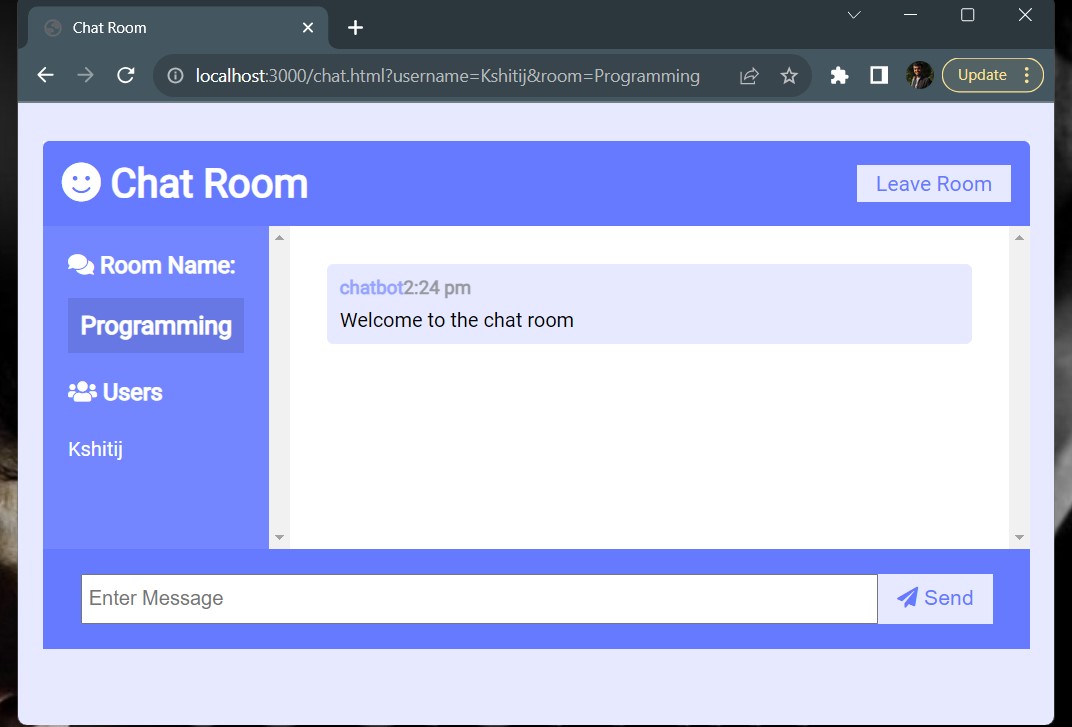 Chat Room
localhost:3000/chat.html?username=Kshitij&room=Programming
Update
Chat Room
Leave Room
Room Name:
Programming
Users
Kshitij
chatbot2:24 pm
Welcome to the chat room
Enter Message
Send